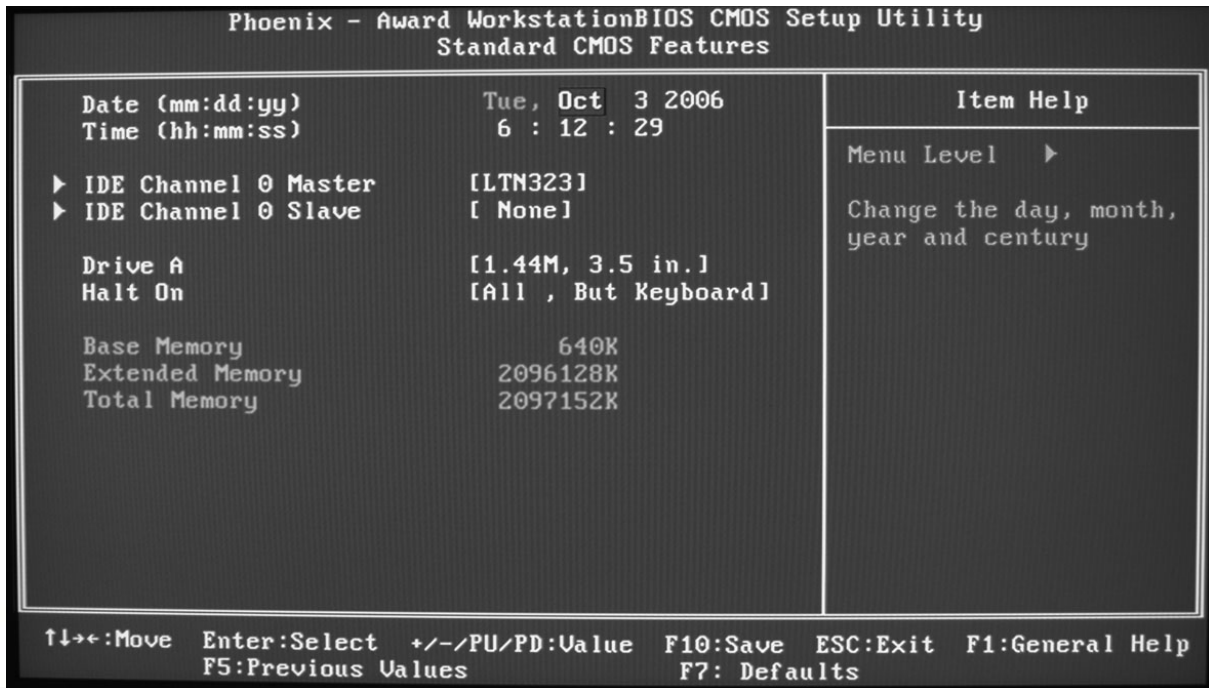 Phoenix - Award WorkstationBIOS CMOS Setup Utility
Standard CMOS Features
Date (mm:dd:yy) Tue, Oct 3 2006
Time (hh:mm:ss) 6 : 12 : 29
IDE Channel 0 Master [LTN323]
IDE Channel 0 Slave [ None]
Drive A [1.44M, 3.5 in.]
Halt On [All , But Keyboard]
Base Memory 640K
Extended Memory 2096128K
Total Memory 2097152K
Item Help
Menu Level
Change the day, month,
year and century
↑↓→←:Move Enter:Select +/-/PU/PD:Value F10:Save ESC:Exit F1:General Help
F5:Previous Values F7: Defaults